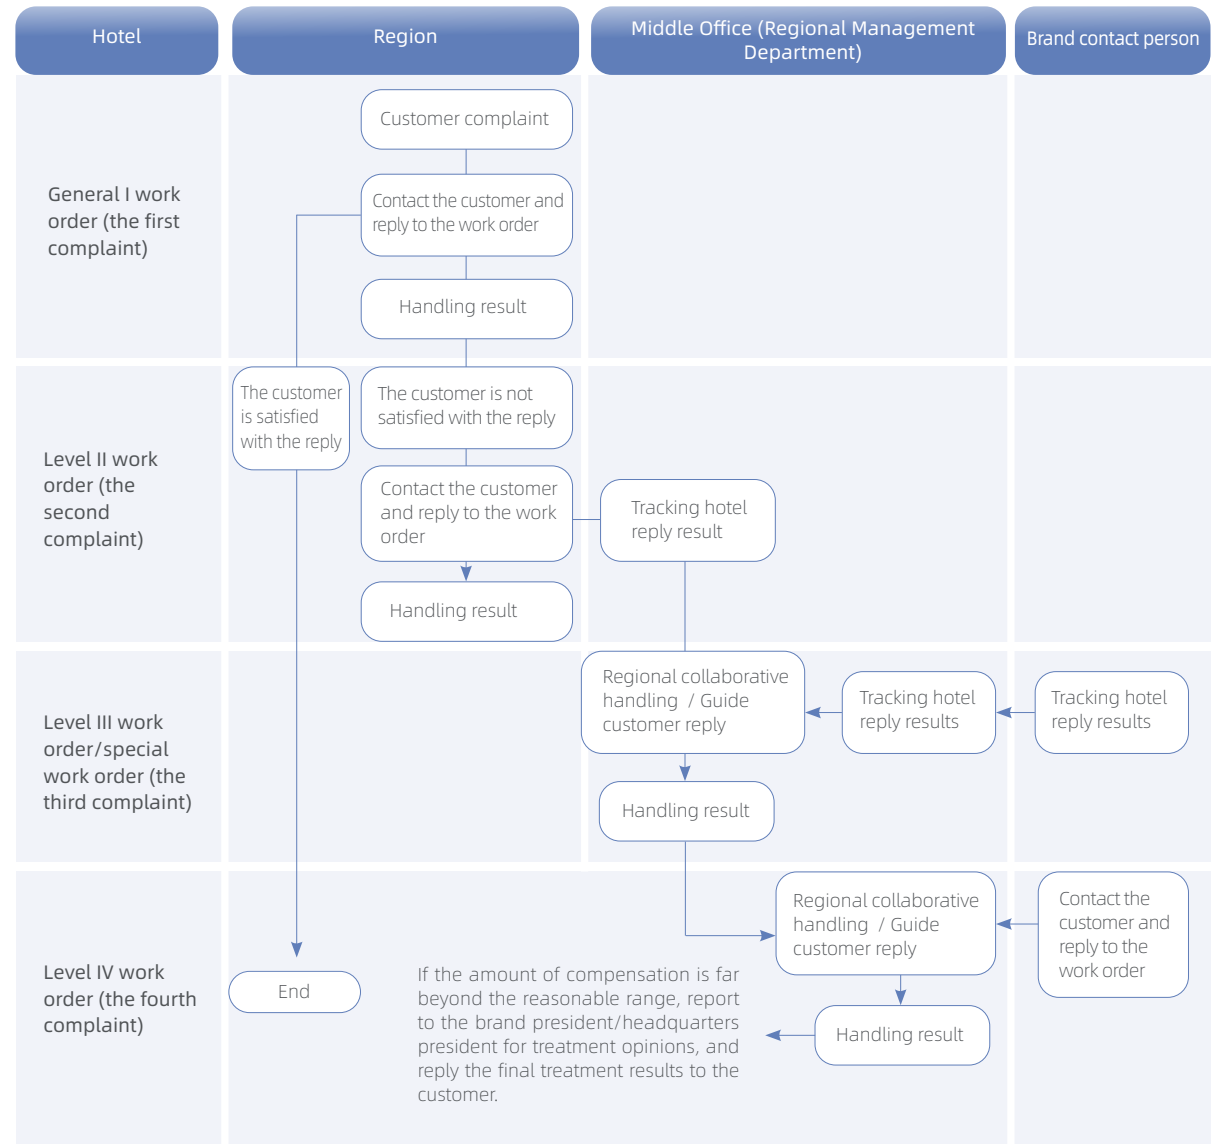 Hotel
Region
Middle Office (Regional Management
Department)
Brand contact person
General I work
order (the first
complaint)
Customer complaint
Contact the customer and
reply to the work order
Handling result
Level II work
order (the
second
complaint)
The customer
is satisfied
with the reply
The customer is not
satisfied with the reply
Contact the customer
and reply to the work
order
Tracking hotel
reply result
Handling result
Level III work
order/special
work order (the
third complaint)
Regional collaborative
handling / Guide
customer reply
Tracking hotel
reply results
Tracking hotel
reply results
Handling result
Level IV work
order (the fourth
complaint)
End
Regional collaborative
handling / Guide
customer reply
Contact the
customer and
reply to the
work order
If the amount of compensation is far
beyond the reasonable range, report
to the brand president/headquarters
president for treatment opinions, and
reply the final treatment results to the
customer.
Handling result